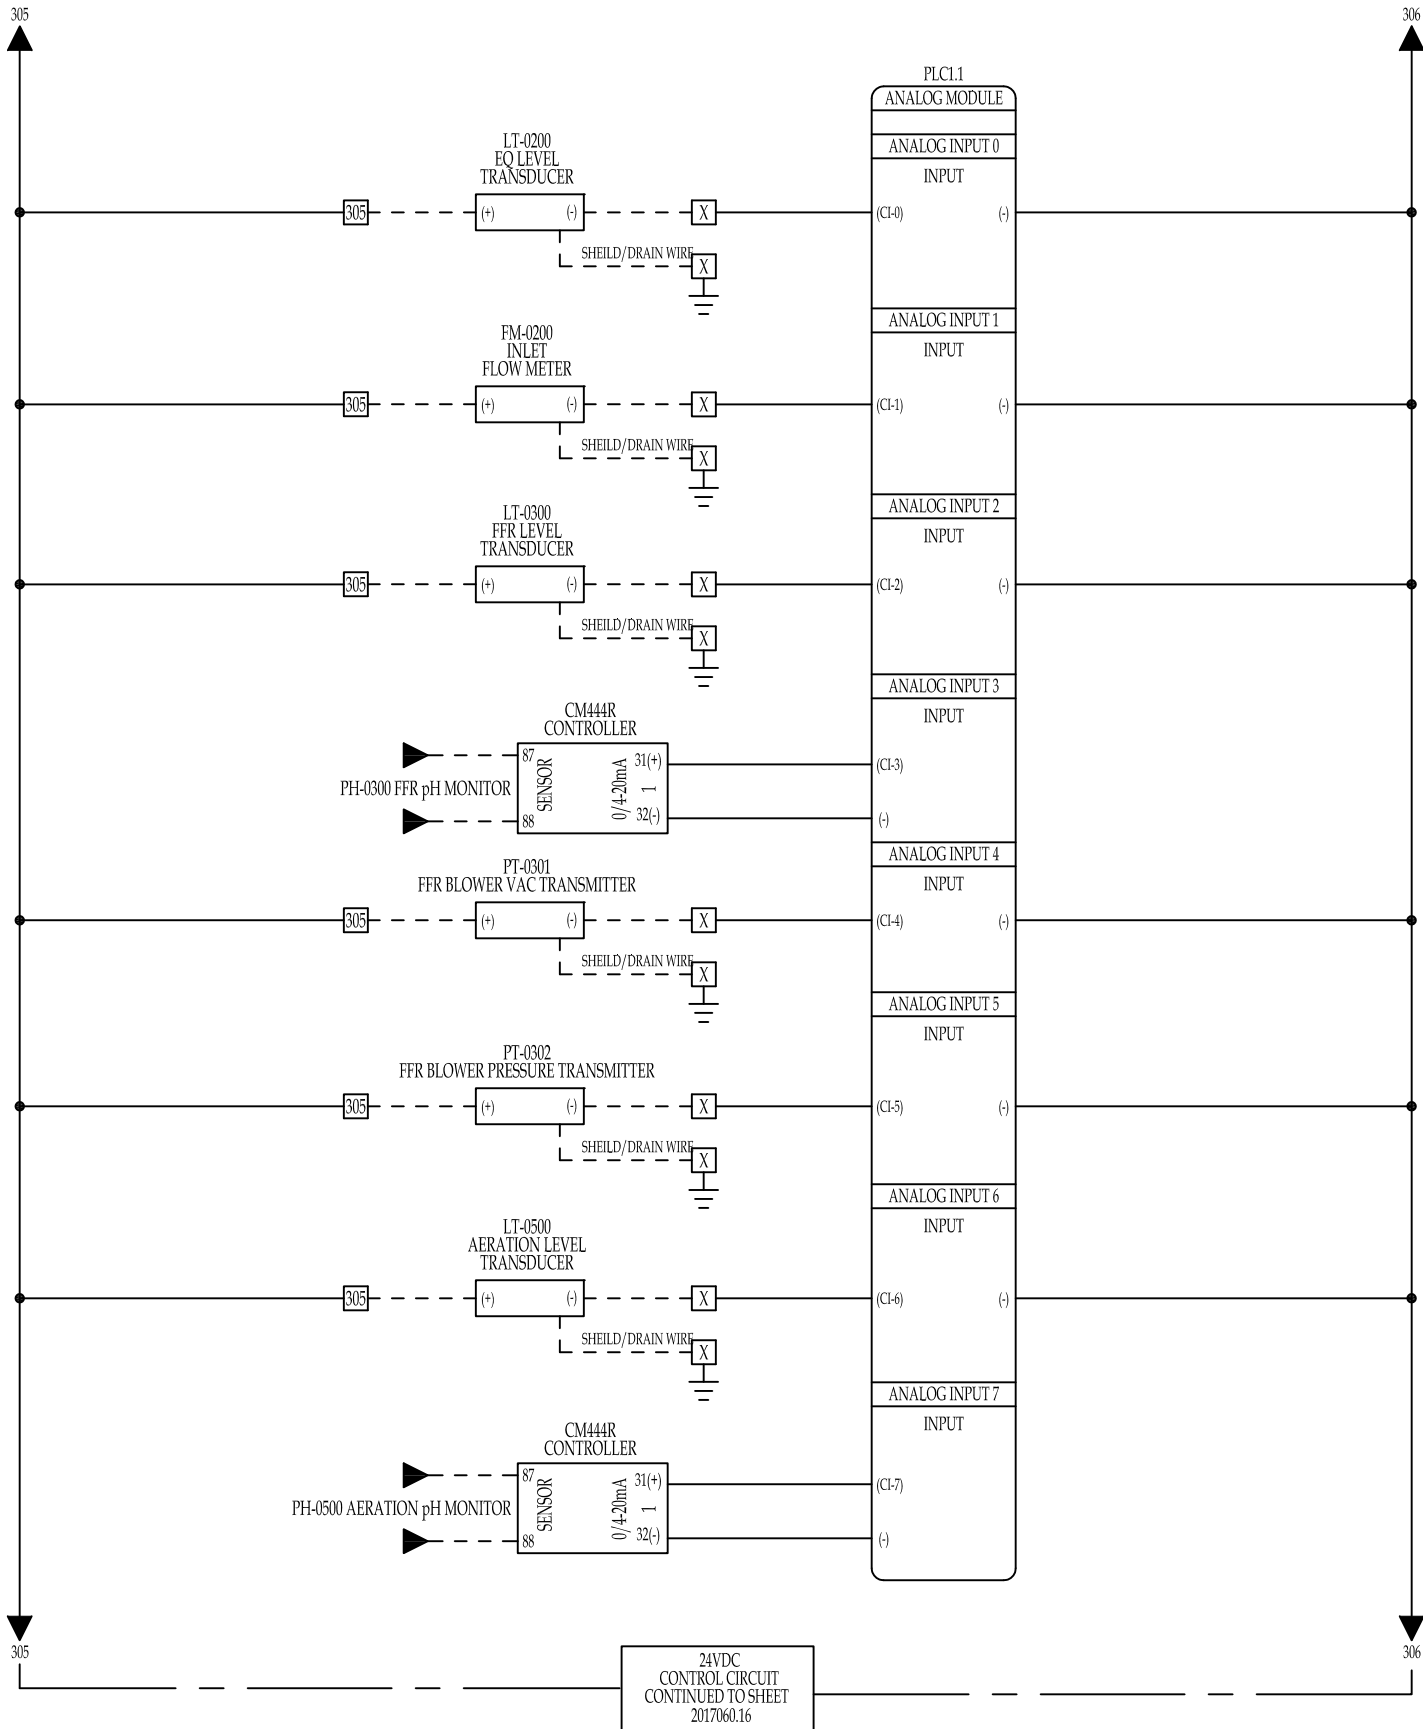 305
306
PLC1.1
ANALOG MODULE
LT-0200
EQ LEVEL
TRANSDUCER
ANALOG INPUT 0
INPUT
305
(+)
(-)
X
(CI-0)
(-)
SHEILD/DRAIN WIRE
X
FM-0200
INLET
FLOW METER
ANALOG INPUT 1
INPUT
305
(+)
(-)
X
(CI-1)
(-)
SHEILD/DRAIN WIRE
X
LT-0300
FFR LEVEL
TRANSDUCER
ANALOG INPUT 2
INPUT
305
(+)
(-)
X
(CI-2)
(-)
SHEILD/DRAIN WIRE
X
ANALOG INPUT 3
INPUT
CM444R
CONTROLLER
PH-0300 FFR pH MONITOR
87
88
SENSOR
0/4-20mA
1
31(+)
32(-)
(CI-3)
(-)
PT-0301
FFR BLOWER VAC TRANSMITTER
ANALOG INPUT 4
INPUT
305
(+)
(-)
X
(CI-4)
(-)
SHEILD/DRAIN WIRE
X
PT-0302
FFR BLOWER PRESSURE TRANSMITTER
ANALOG INPUT 5
INPUT
305
(+)
(-)
X
(CI-5)
(-)
SHEILD/DRAIN WIRE
X
LT-0500
AERATION LEVEL
TRANSDUCER
ANALOG INPUT 6
INPUT
305
(+)
(-)
X
(CI-6)
(-)
SHEILD/DRAIN WIRE
X
ANALOG INPUT 7
INPUT
CM444R
CONTROLLER
PH-0500 AERATION pH MONITOR
87
88
SENSOR
0/4-20mA
1
31(+)
32(-)
(CI-7)
(-)
305
306
24VDC
CONTROL CIRCUIT
CONTINUED TO SHEET
2017060.16